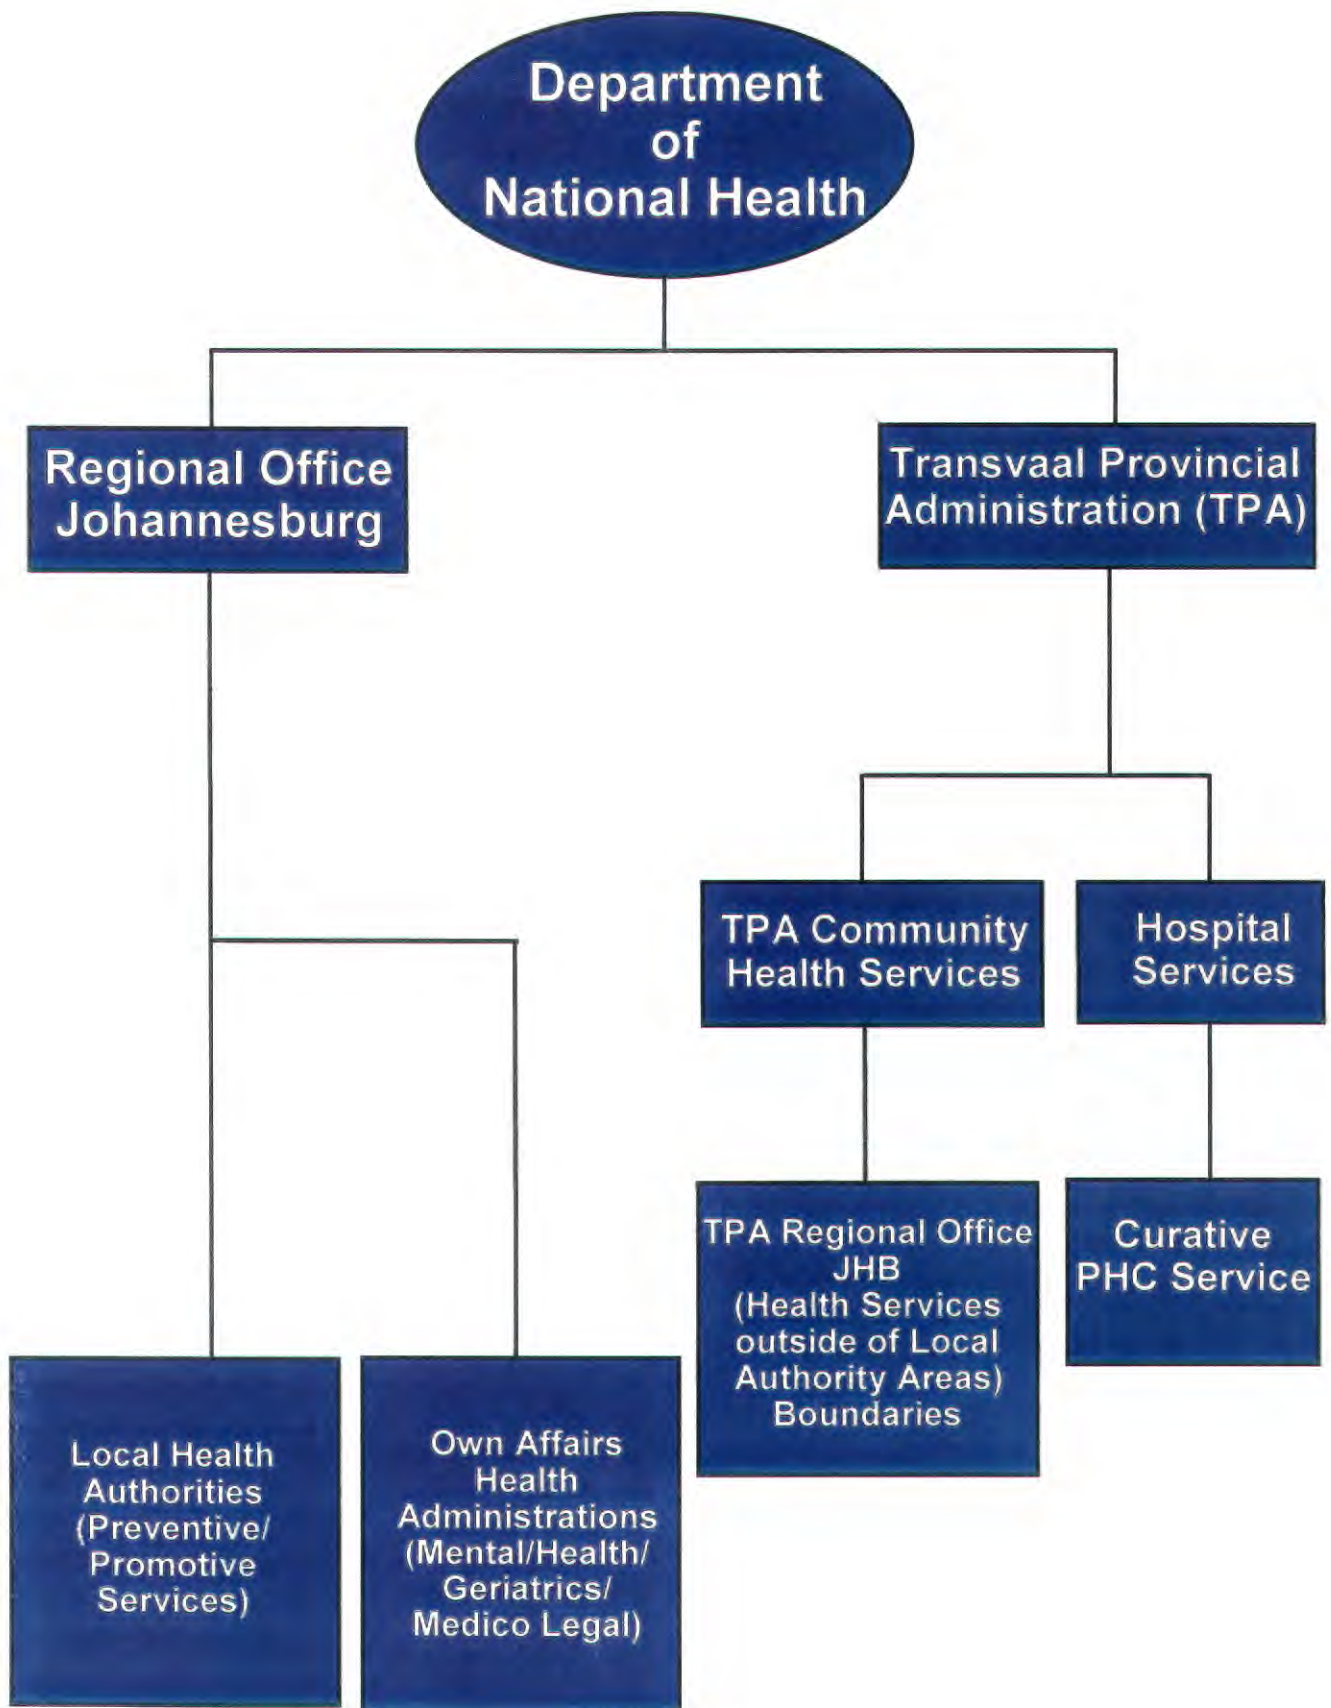 Department
of
National Health
Regional Office
Johannesburg
Transvaal Provincial
Administration (TPA)
TPA Community
Health Services
Hospital
Services
TPA Regional Office
JHB
(Health Services
outside of Local
Authority Areas)
Boundaries
Curative
PHC Service
Local Health
Authorities
(Preventive/
Promotive
Services)
Own Affairs
Health
Administrations
(Mental/Health/
Geriatrics/
Medico Legal)